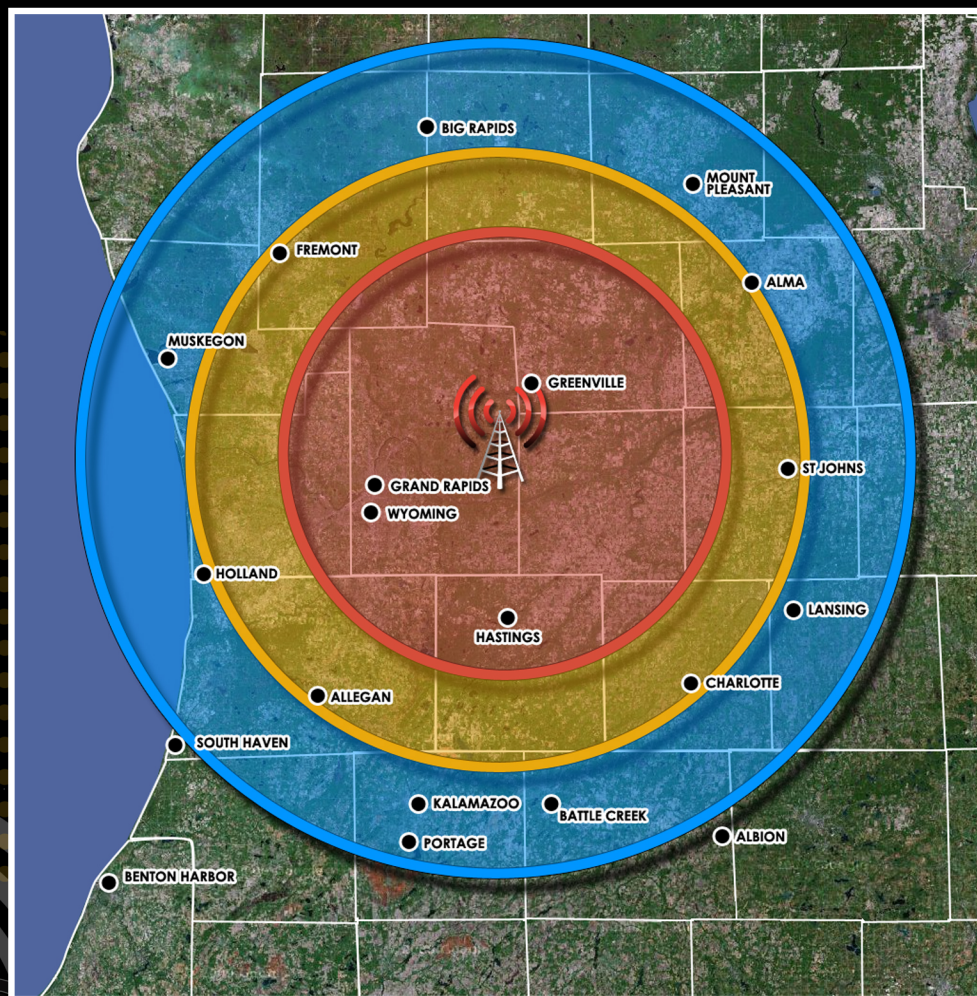 BIG RAPIDS
MOUNT
PLEASANT
FREMONT
ALMA
MUSKEGON
GREENVILLE
ST JOHNS
GRAND RAPIDS
WYOMING
HOLLAND
LANSING
HASTINGS
CHARLOTTE
ALLEGAN
SOUTH HAVEN
KALAMAZOO
BATTLE CREEK
ALBION
PORTAGE
BENTON HARBOR